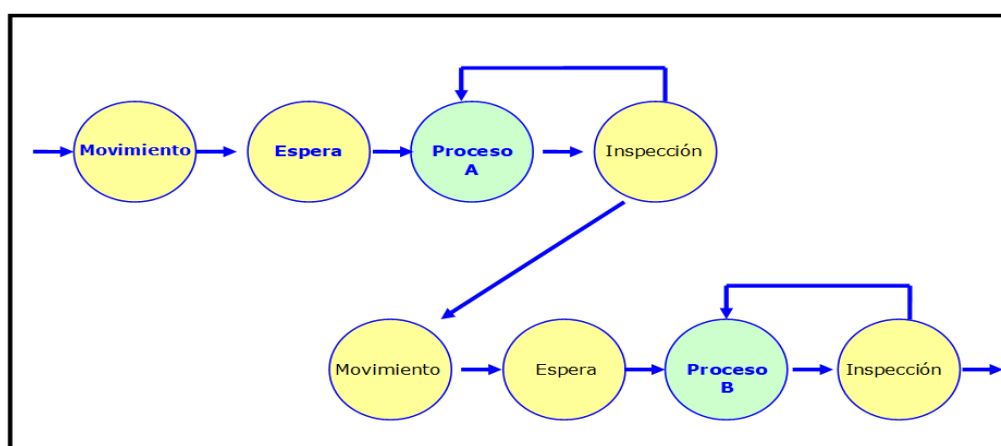 Movimiento
Espera
Proceso
A
Inspección
Movimiento
Espera
Proceso
B
Inspección